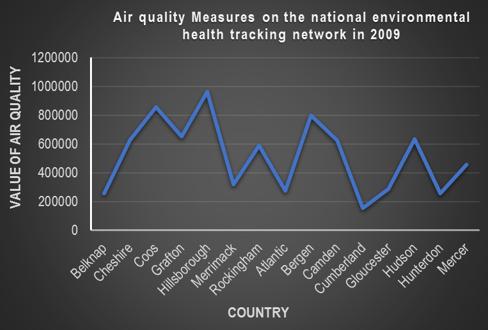 Air quality Measures on the national environmental
health tracking network in 2009
VALUE OF AIR QUALITY
1200000
1000000
800000
600000
400000
200000
0
Belknap
Cheshire
Coos
Grafton
Hillsborough
Merrimack
Rockingham
Atlantic
Bergen
Camden
Cumberland
Gloucester
Hudson
Hunterdon
Mercer
COUNTRY